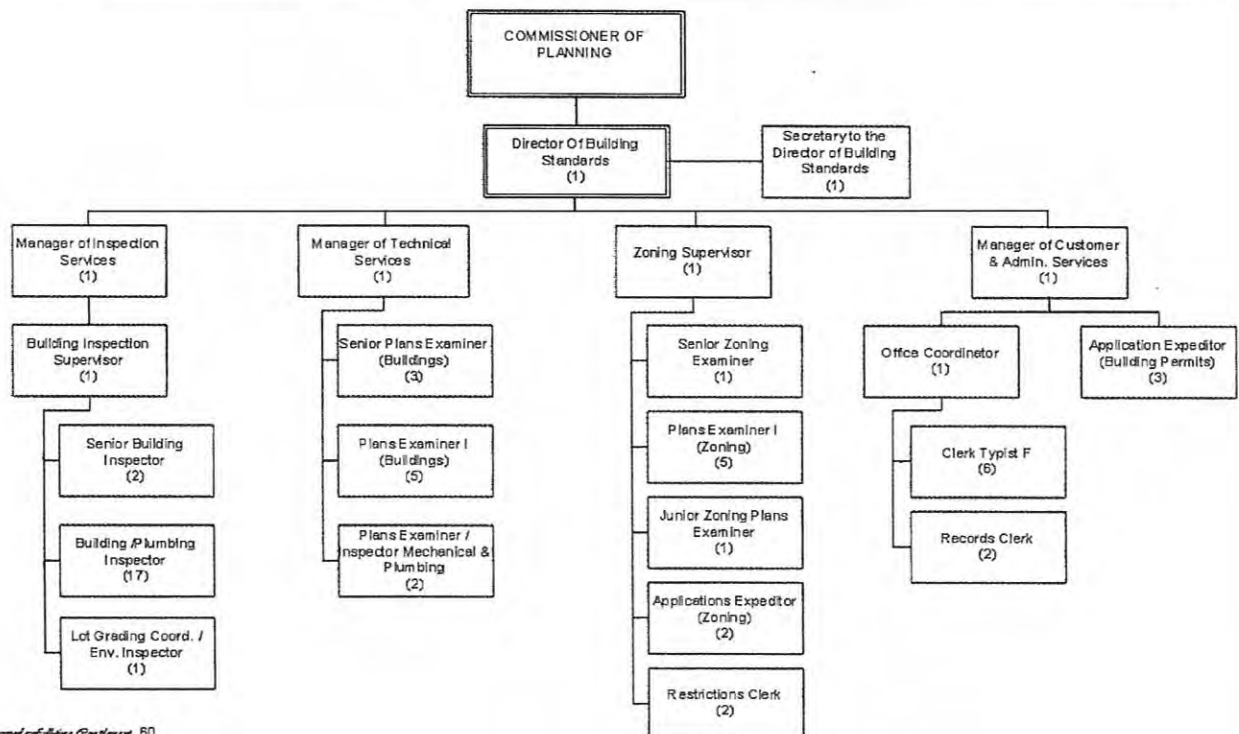 COMMISSIONER OF
PLANNING
Director Of Building
Standards
(1)
Secretary to the
Director of Building
Standards
(1)
Manager of Inspection
Services
(1)
Manager of Technical
Services
(1)
Zoning Supervisor
(1)
Manager of Customer
& Admin. Services
(1)
Building Inspection
Supervisor
(1)
Senior Building
Inspector
(2)
Building /Plumbing
Inspector
(17)
Lot Grading Coord. /
Env. Inspector
(1)
Senior Plans Examiner
(Buildings)
(3)
Plans Examiner I
(Buildings)
(5)
Plans Examiner /
Inspector Mechanical &
Plumbing
(2)
Senior Zoning
Examiner
(1)
Plans Examiner I
(Zoning)
(5)
Junior Zoning Plans
Examiner
(1)
Applications Expeditor
(Zoning)
(2)
Restrictions Clerk
(2)
Office Coordinator
(1)
Application Expeditor
(Building Permits)
(3)
Clerk Typist F
(6)
Records Clerk
(2)
60